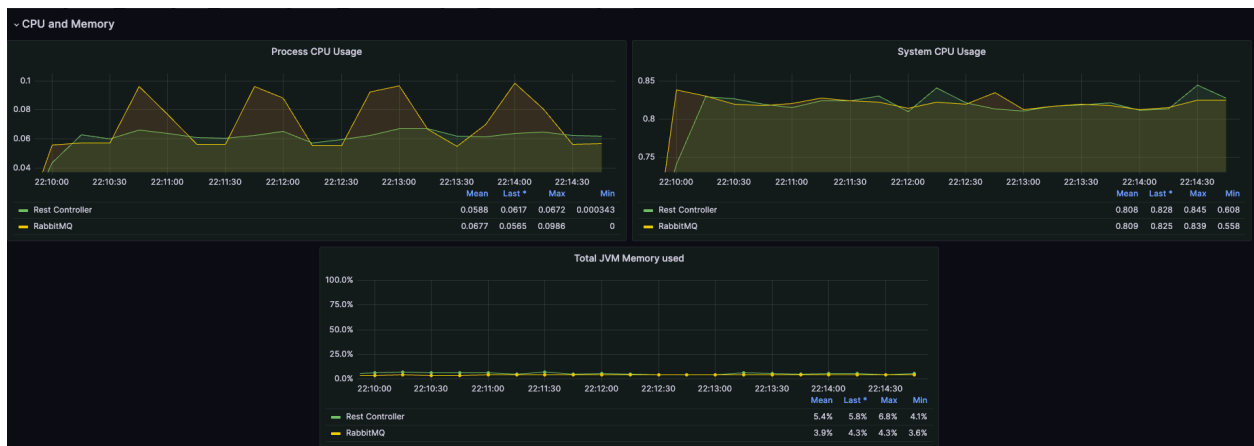 CPU and Memory
Process CPU Usage
0.1
0.08
0.06
0.04
22:10:00 22:10:30 22:11:00 22:11:30 22:12:00 22:12:30 22:13:00 22:13:30 22:14:00 22:14:30
Mean Last * Max Min
Rest Controller 0.0588 0.0617 0.0672 0.000343
RabbitMQ 0.0677 0.0565 0.0986 0
System CPU Usage
0.85
0.8
0.75
22:10:00 22:10:30 22:11:00 22:11:30 22:12:00 22:12:30 22:13:00 22:13:30 22:14:00 22:14:30
Mean Last * Max Min
Rest Controller 0.808 0.828 0.845 0.608
RabbitMQ 0.809 0.825 0.839 0.558
Total JVM Memory used
100.0%
75.0%
50.0%
25.0%
0.0%
22:10:00 22:10:30 22:11:00 22:11:30 22:12:00 22:12:30 22:13:00 22:13:30 22:14:00 22:14:30
Mean Last * Max Min
Rest Controller 5.4% 5.8% 6.8% 4.1%
RabbitMQ 3.9% 4.3% 4.3% 3.6%